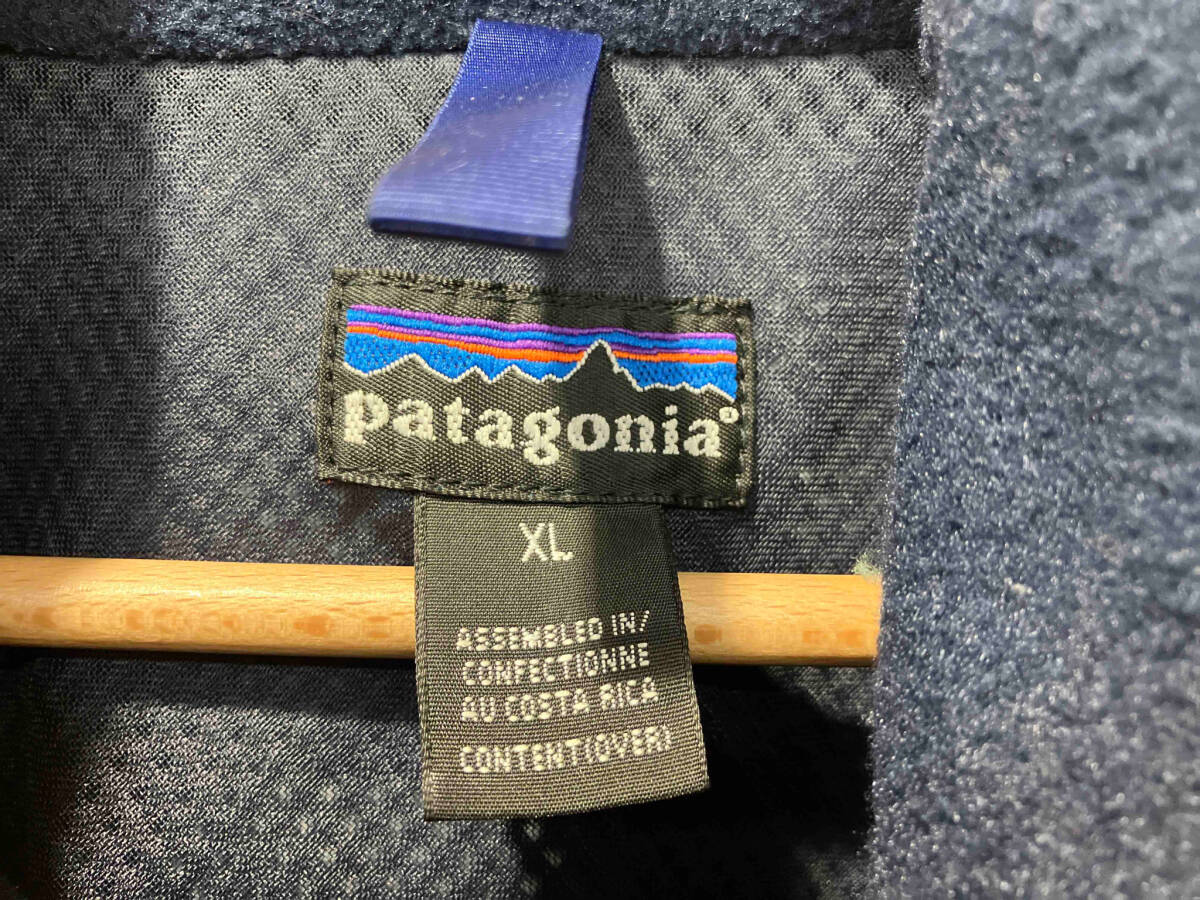 patagonia®
XL
ASSEMBLED IN/
CONFECTIONNE
AU COSTA RICA
CONTENT(OVER)